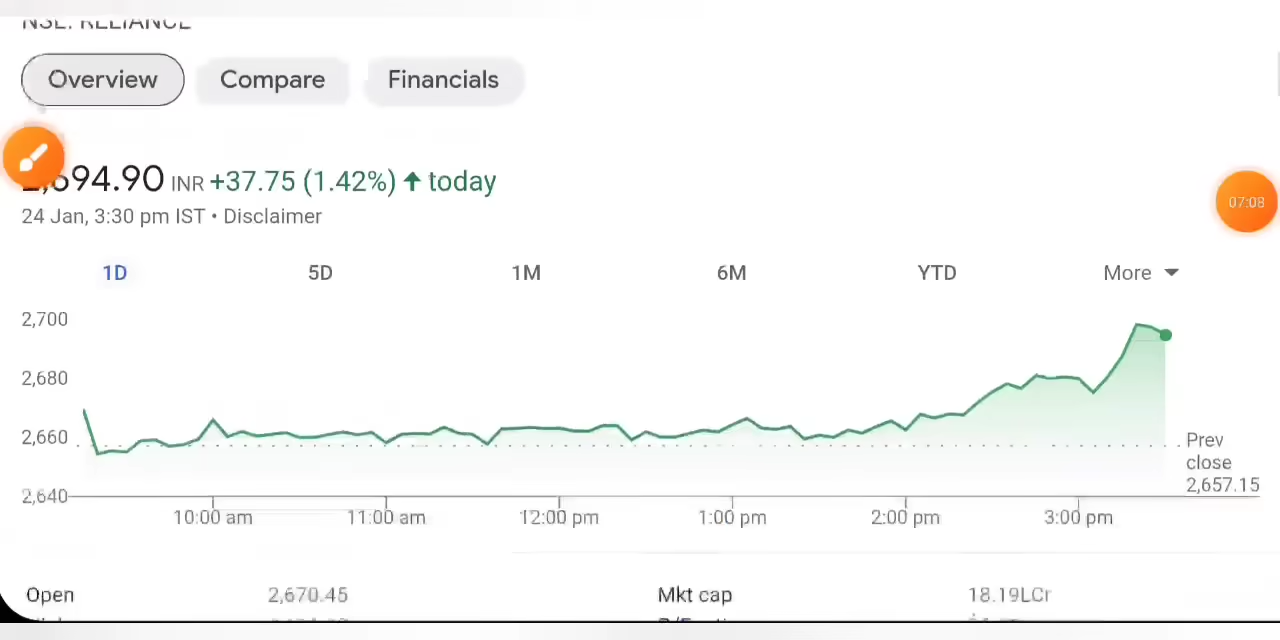 NSE: RELIANCE
Overview Compare Financials
2,694.90 INR +37.75 (1.42%) ↑ today
07:08
24 Jan, 3:30 pm IST • Disclaimer
1D 5D 1M 6M YTD More
2,700
2,680
2,660
Prev
close
2,657.15
2,640
10:00 am 11:00 am 12:00 pm 1:00 pm 2:00 pm 3:00 pm
Open 2,670.45 Mkt cap 18.19LCr